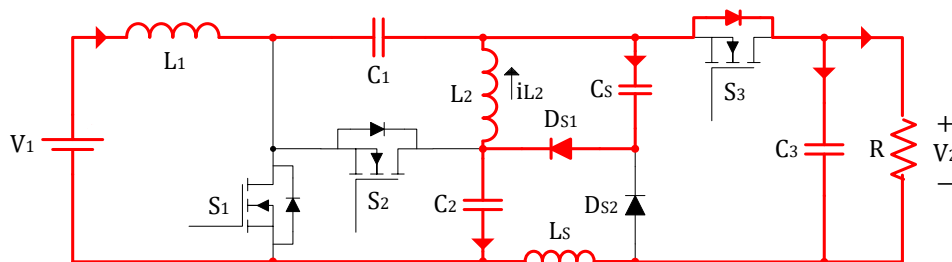 L1
C1
L2
iL2
CS
S3
DS1
V1
S1
S2
C2
DS2
LS
C3
R
+
V2
−